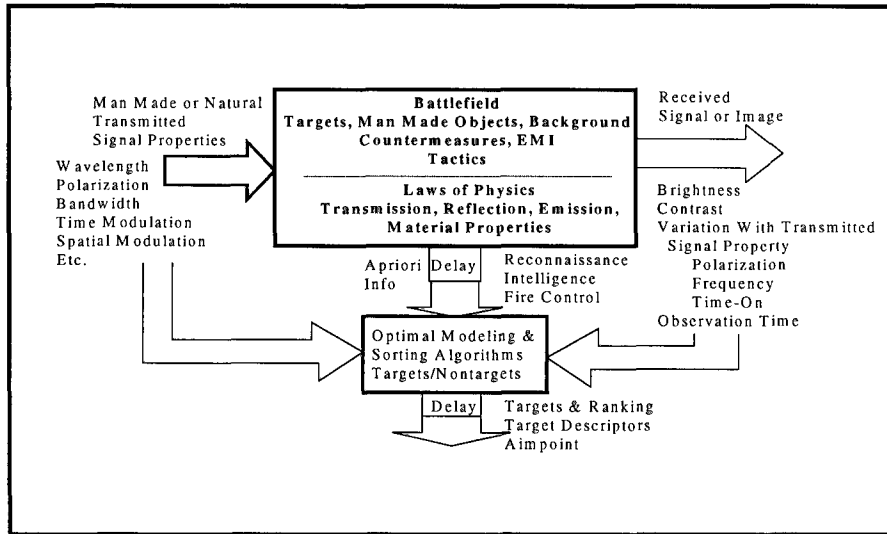 Man Made or Natural
Transmitted
Signal Properties
Wavelength
Polarization
Bandwidth
Time Modulation
Spatial Modulation
Etc.
Battlefield
Targets, Man Made Objects, Background
Countermeasures, EMI
Tactics
Laws of Physics
Transmission, Reflection, Emission,
Material Properties
Received
Signal or Image
Brightness
Contrast
Variation With Transmitted
Signal Property
Polarization
Frequency
Time-On
Observation Time
Apriori
Info
Delay
Reconnaissance
Intelligence
Fire Control
Optimal Modeling &
Sorting Algorithms
Targets/Nontargets
Delay
Targets & Ranking
Target Descriptors
Aimpoint